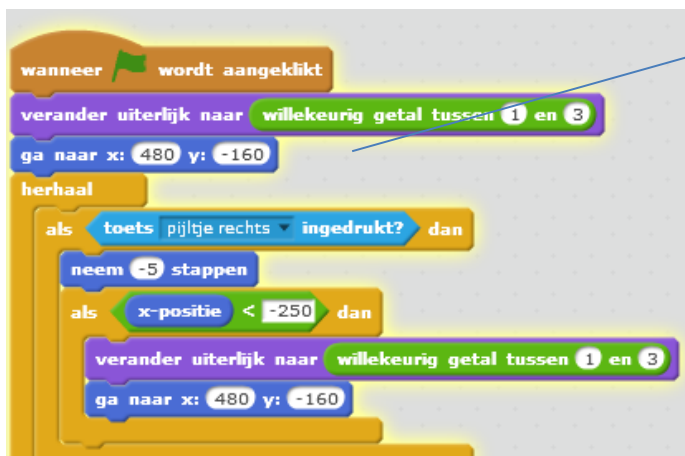 wanneer wordt aangeklikt
verander uiterlijk naar willekeurig getal tussen 1 en 3
ga naar x: 480 y: -160
herhaal
als toets pijltje rechts ingedrukt? dan
neem -5 stappen
als x-positie < -250 dan
verander uiterlijk naar willekeurig getal tussen 1 en 3
ga naar x: 480 y: -160